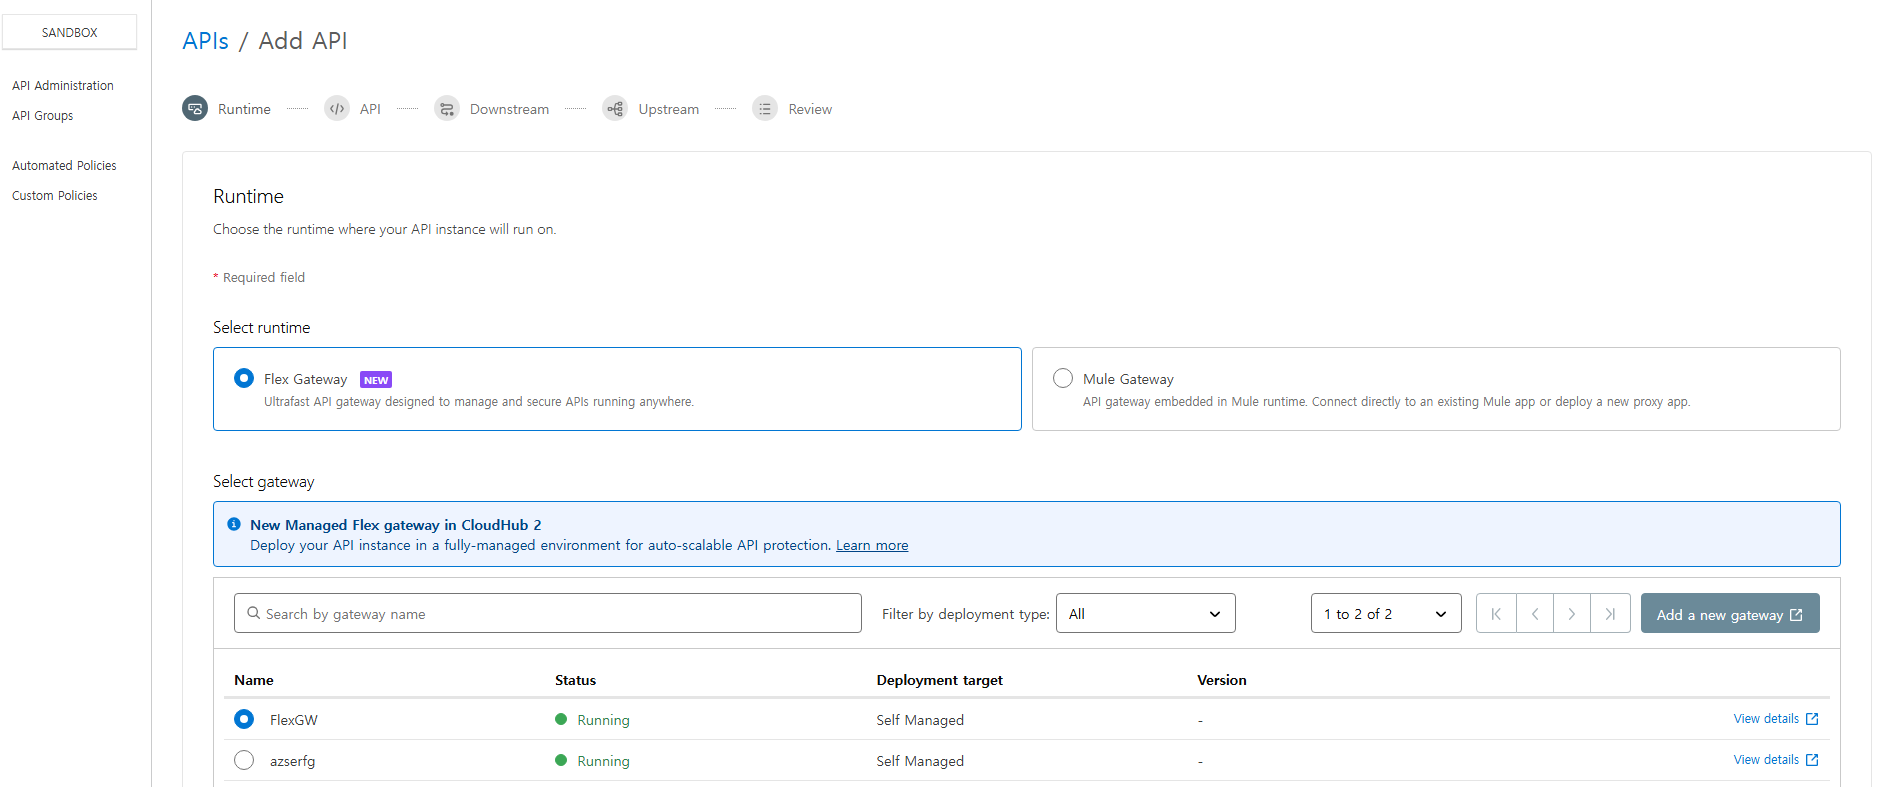 SANDBOX
API Administration
API Groups
Automated Policies
Custom Policies
APIs / Add API
Runtime
API
Downstream
Upstream
Review
Runtime
Choose the runtime where your API instance will run on.
* Required field
Select runtime
Flex Gateway NEW
Ultrafast API gateway designed to manage and secure APIs running anywhere.
Mule Gateway
API gateway embedded in Mule runtime. Connect directly to an existing Mule app or deploy a new proxy app.
Select gateway
New Managed Flex gateway in CloudHub 2
Deploy your API instance in a fully-managed environment for auto-scalable API protection. Learn more
Search by gateway name
Filter by deployment type: All
1 to 2 of 2
Add a new gateway
Name Status Deployment target Version
FlexGW Running Self Managed - View details
azserfg Running Self Managed - View details